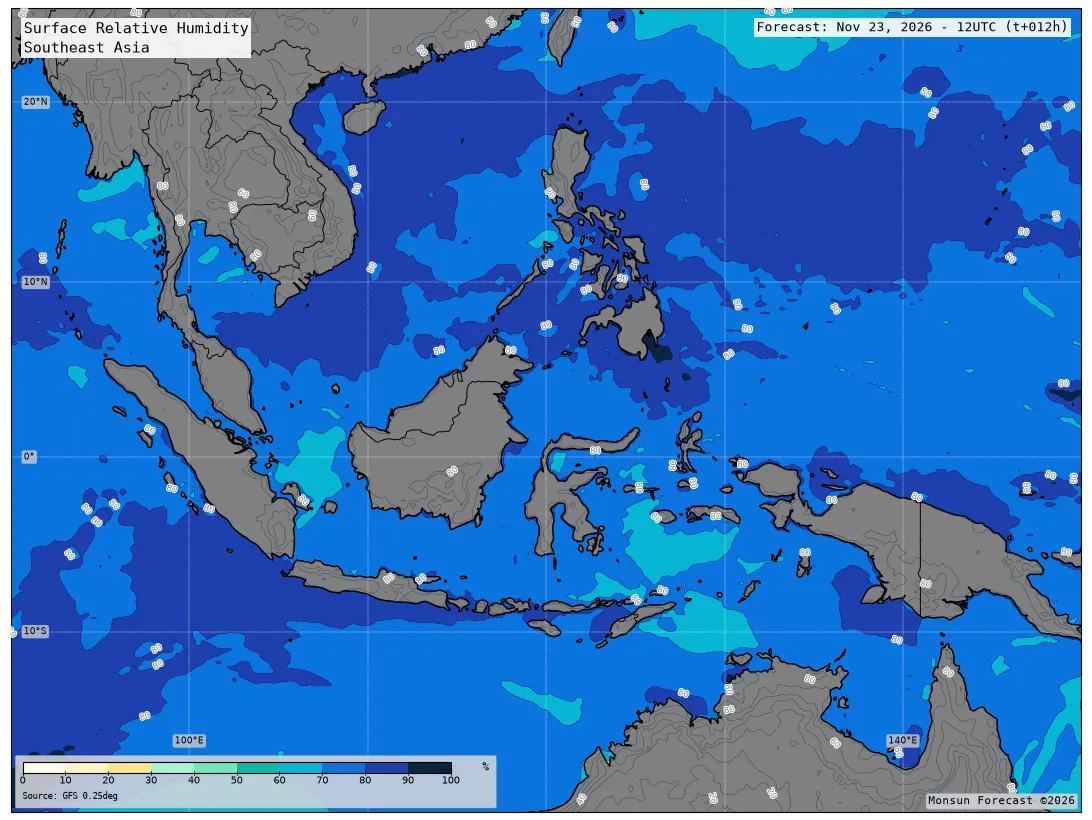 Surface Relative Humidity
Southeast Asia
Forecast: Nov 23, 2026 - 12UTC (t+012h)
20°N
10°N
0°
10°S
100°E
140°E
0 10 20 30 40 50 60 70 80 90 100
%
Source: GFS 0.25deg
Monsun Forecast ©2026